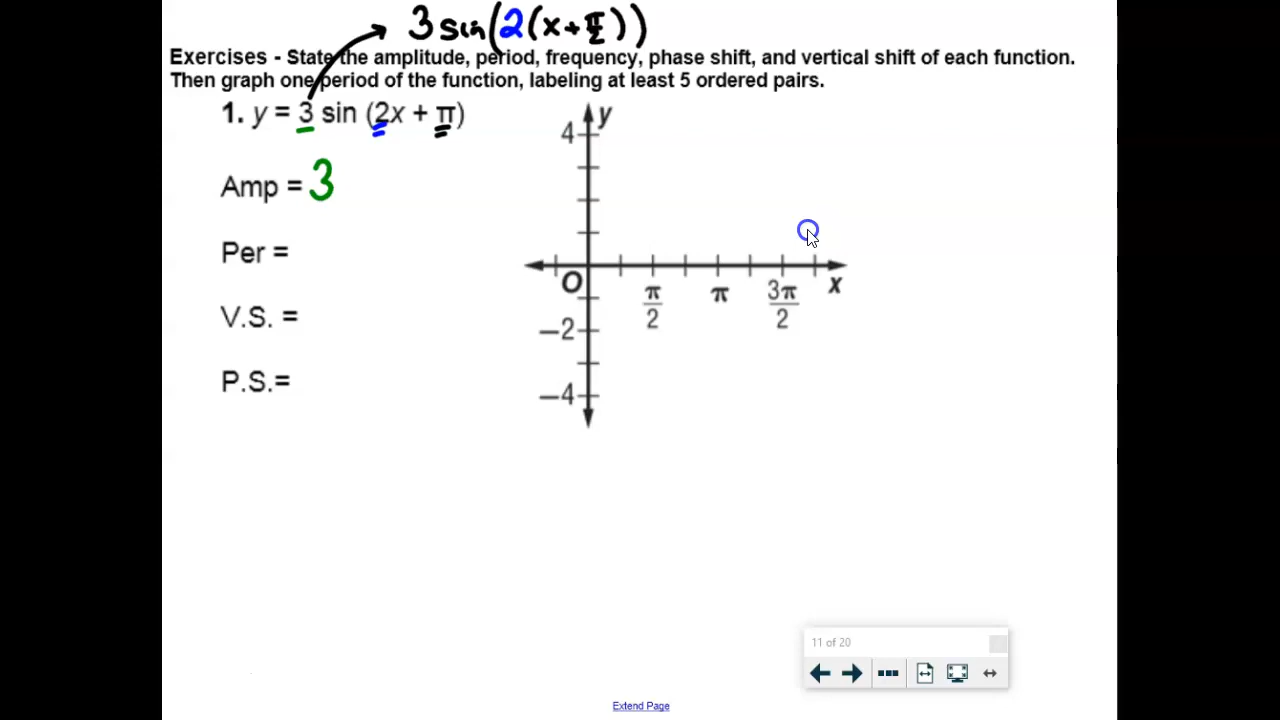 3 sin(2(x + π/2))
Exercises - State the amplitude, period, frequency, phase shift, and vertical shift of each function.
Then graph one period of the function, labeling at least 5 ordered pairs.
1. y = 3 sin (2x + π)
Amp = 3
Per =
V.S. =
P.S.=
y
4
O
π/2
π
3π/2
x
−2
−4
11 of 20
Extend Page